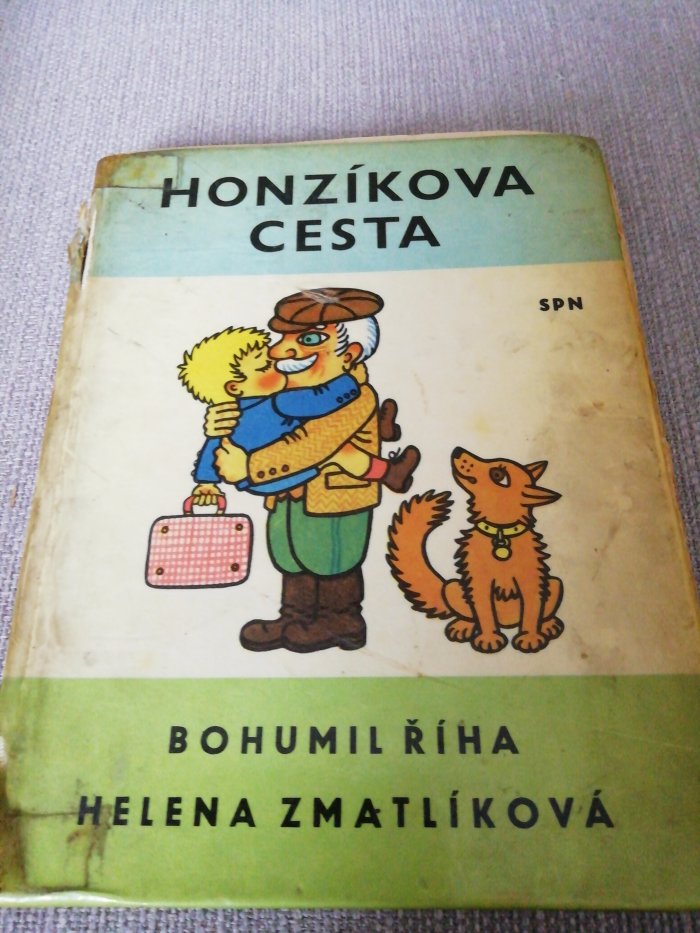 HONZÍKOVA
CESTA
SPN
BOHUMIL ŘÍHA
HELENA ZMATLÍKOVÁ